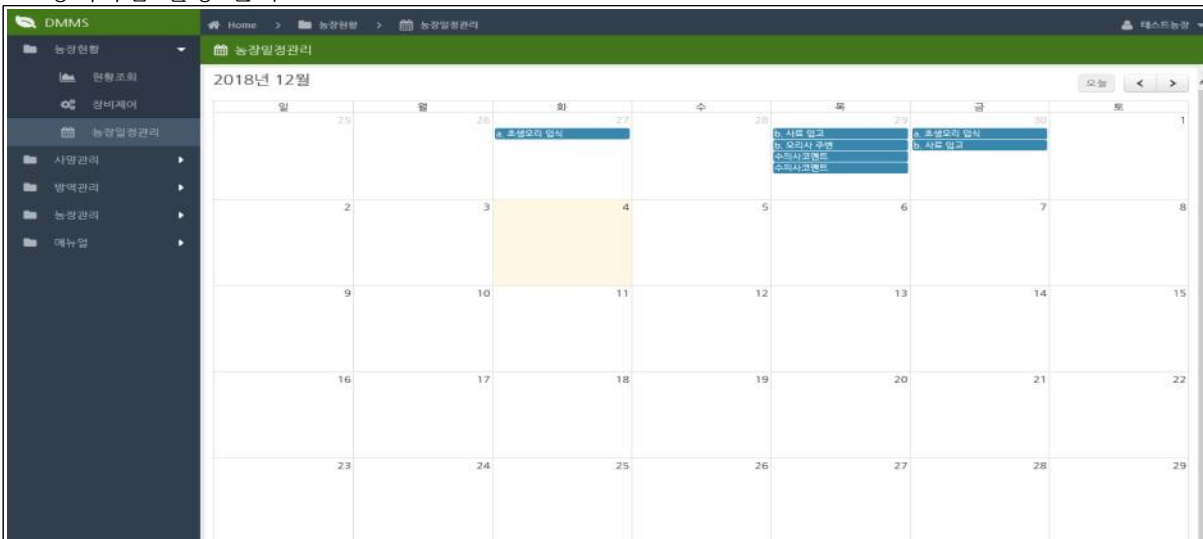 DMMS
Home > 농장현황 > 농장일정관리
테스트농장
농장현황
현황조회
장비제어
농장일정관리
사양관리
방역관리
농장관리
매뉴얼
농장일정관리
2018년 12월
오늘 < >
일 월 화 수 목 금 토
25 26 27 28 29 30 1
a. 초생오리 입식
b. 사료 입고
b. 오리사 주변
수의사코멘트
수의사코멘트
a. 초생오리 입식
b. 사료 입고
2 3 4 5 6 7 8
9 10 11 12 13 14 15
16 17 18 19 20 21 22
23 24 25 26 27 28 29